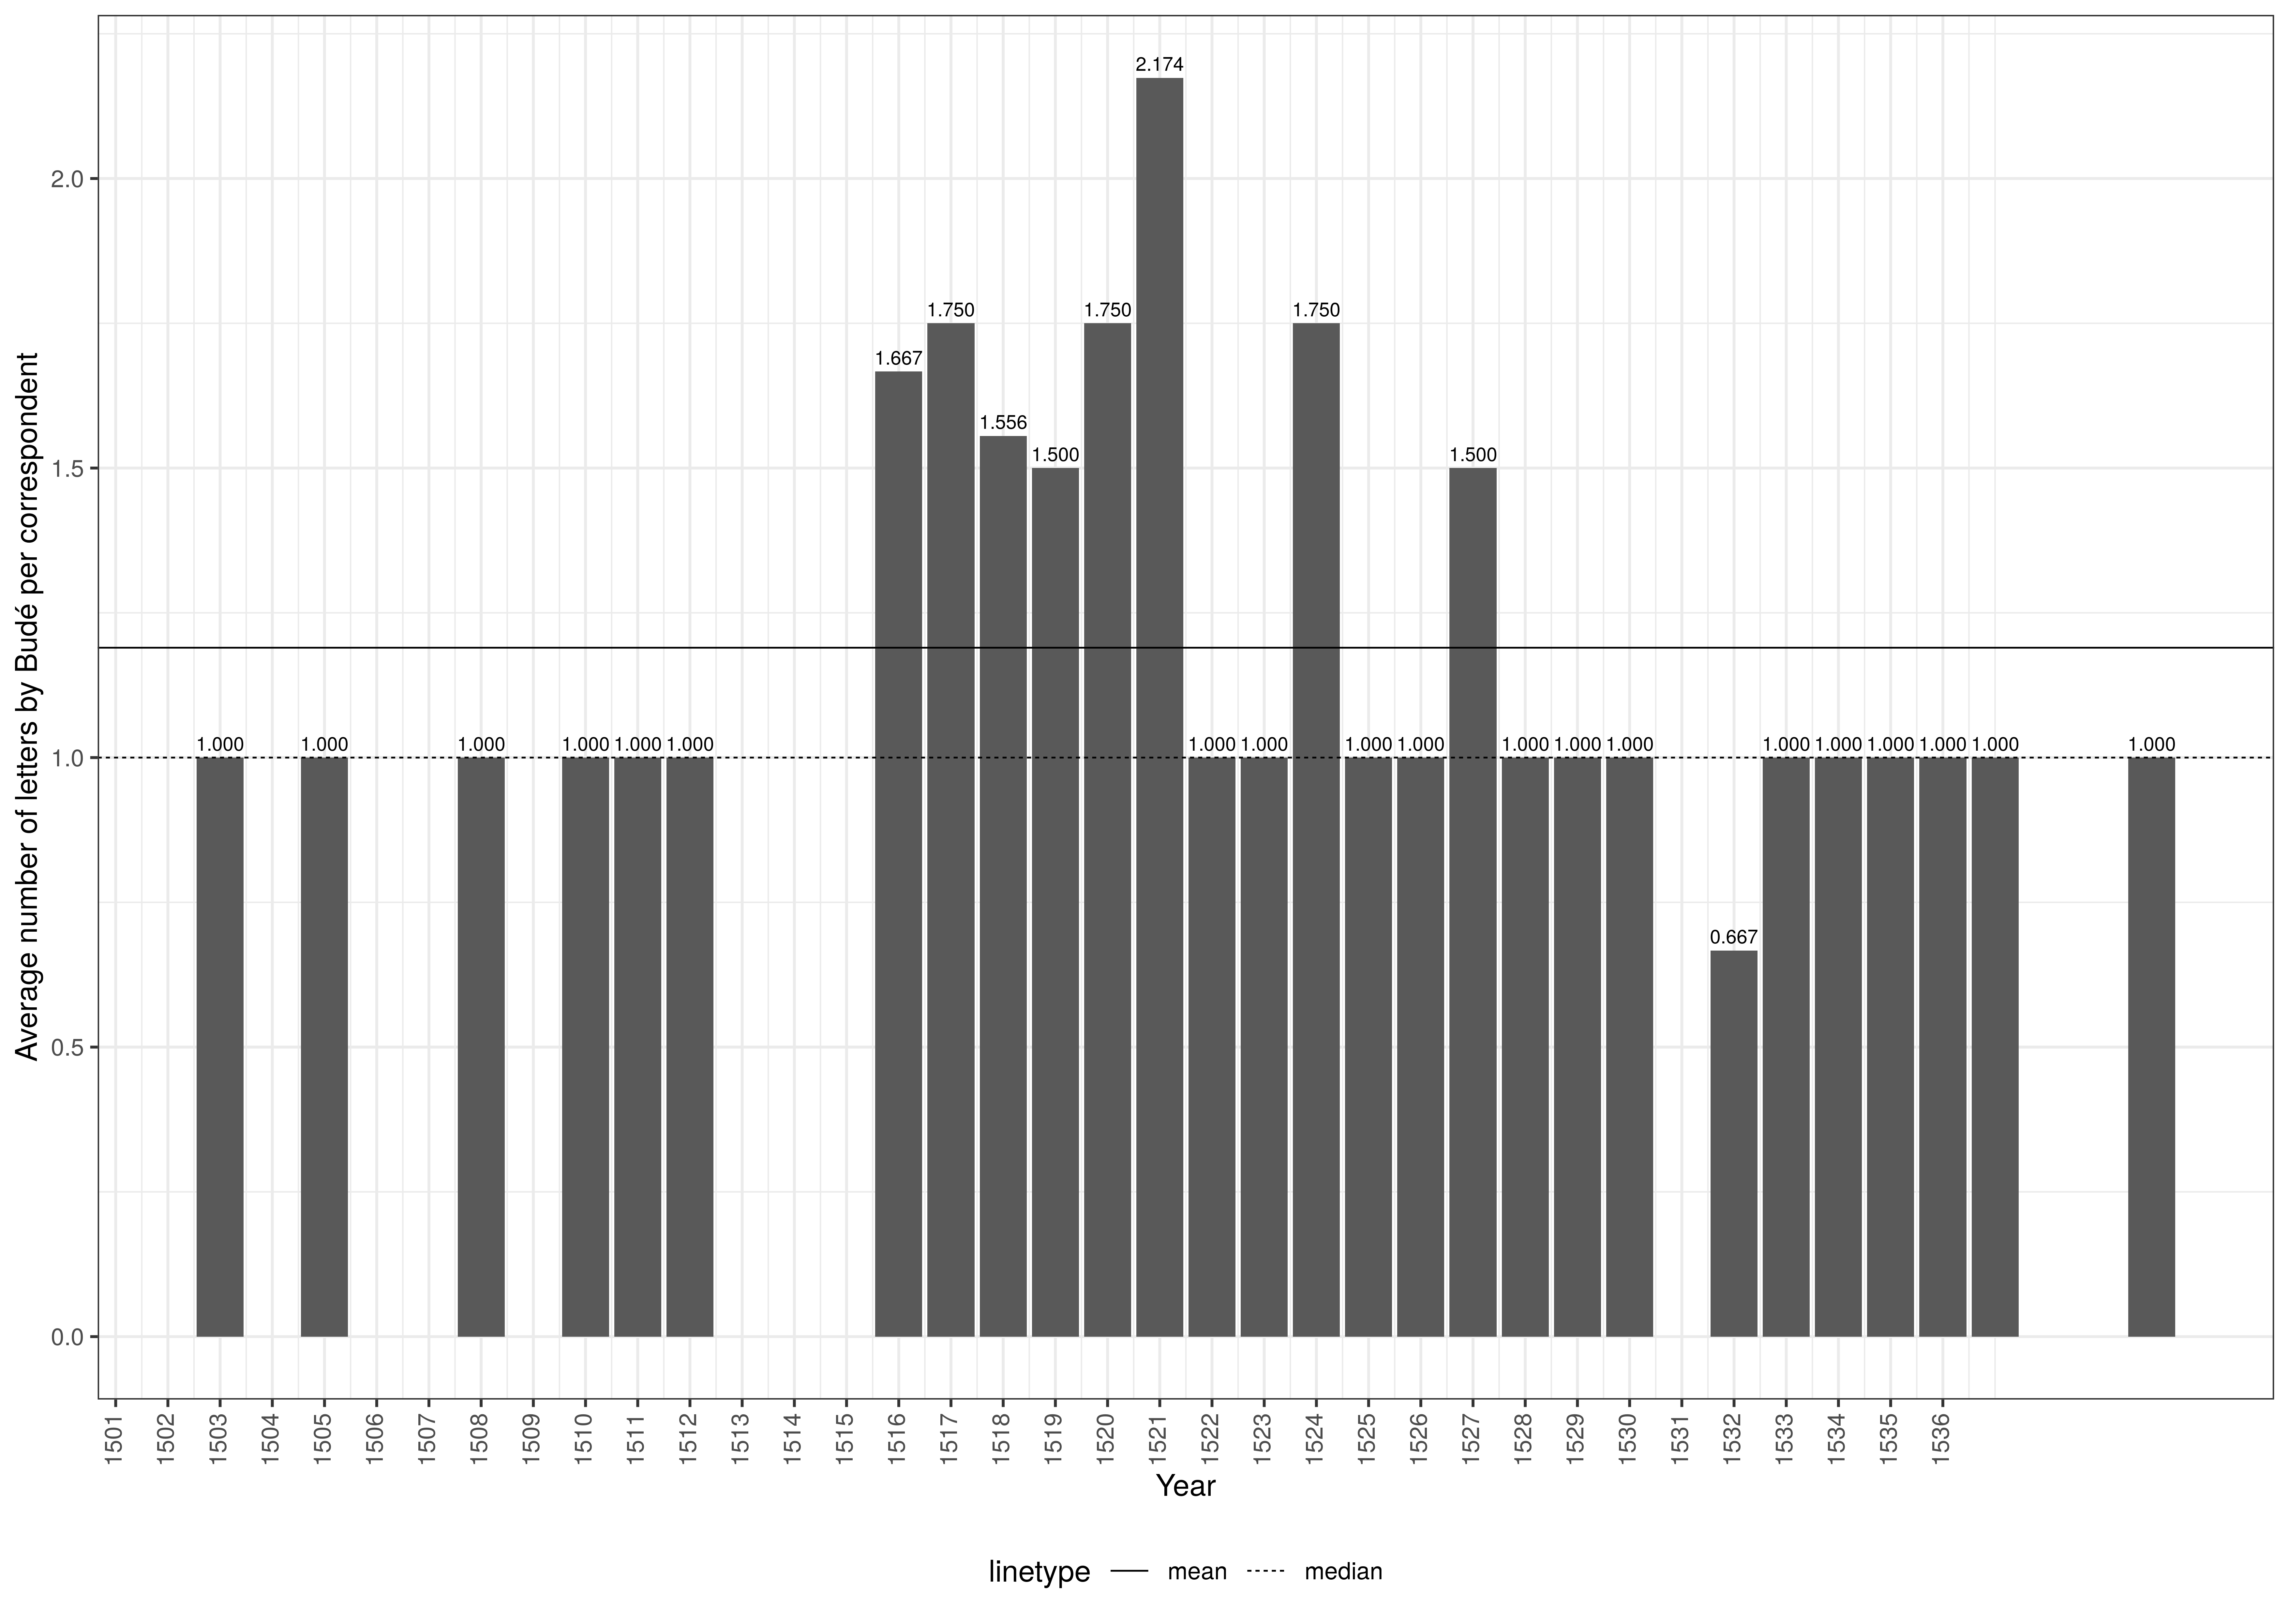 Average number of letters by Budé per correspondent
2.174
2.0
1.750 1.750 1.750
1.667
1.556
1.500 1.500
1.5
1.000 1.000 1.000 1.000 1.000 1.000 1.000 1.000 1.000 1.000 1.000 1.000 1.000 1.000 1.000 1.000 1.000 1.000 1.000
1.0
0.667
0.5
0.0
1501 1502 1503 1504 1505 1506 1507 1508 1509 1510 1511 1512 1513 1514 1515 1516 1517 1518 1519 1520 1521 1522 1523 1524 1525 1526 1527 1528 1529 1530 1531 1532 1533 1534 1535 1536
Year
linetype mean median